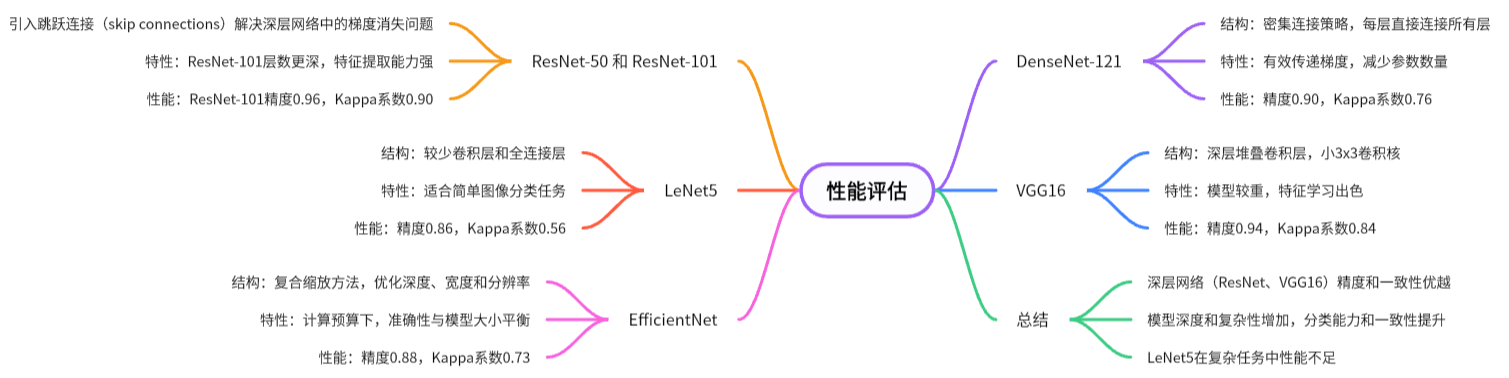 性能评估
ResNet-50 和 ResNet-101
引入跳跃连接（skip connections）解决深层网络中的梯度消失问题
特性：ResNet-101层数更深，特征提取能力强
性能：ResNet-101精度0.96，Kappa系数0.90
LeNet5
结构：较少卷积层和全连接层
特性：适合简单图像分类任务
性能：精度0.86，Kappa系数0.56
EfficientNet
结构：复合缩放方法，优化深度、宽度和分辨率
特性：计算预算下，准确性与模型大小平衡
性能：精度0.88，Kappa系数0.73
DenseNet-121
结构：密集连接策略，每层直接连接所有层
特性：有效传递梯度，减少参数数量
性能：精度0.90，Kappa系数0.76
VGG16
结构：深层堆叠卷积层，小3x3卷积核
特性：模型较重，特征学习出色
性能：精度0.94，Kappa系数0.84
总结
深层网络（ResNet、VGG16）精度和一致性优越
模型深度和复杂性增加，分类能力和一致性提升
LeNet5在复杂任务中性能不足